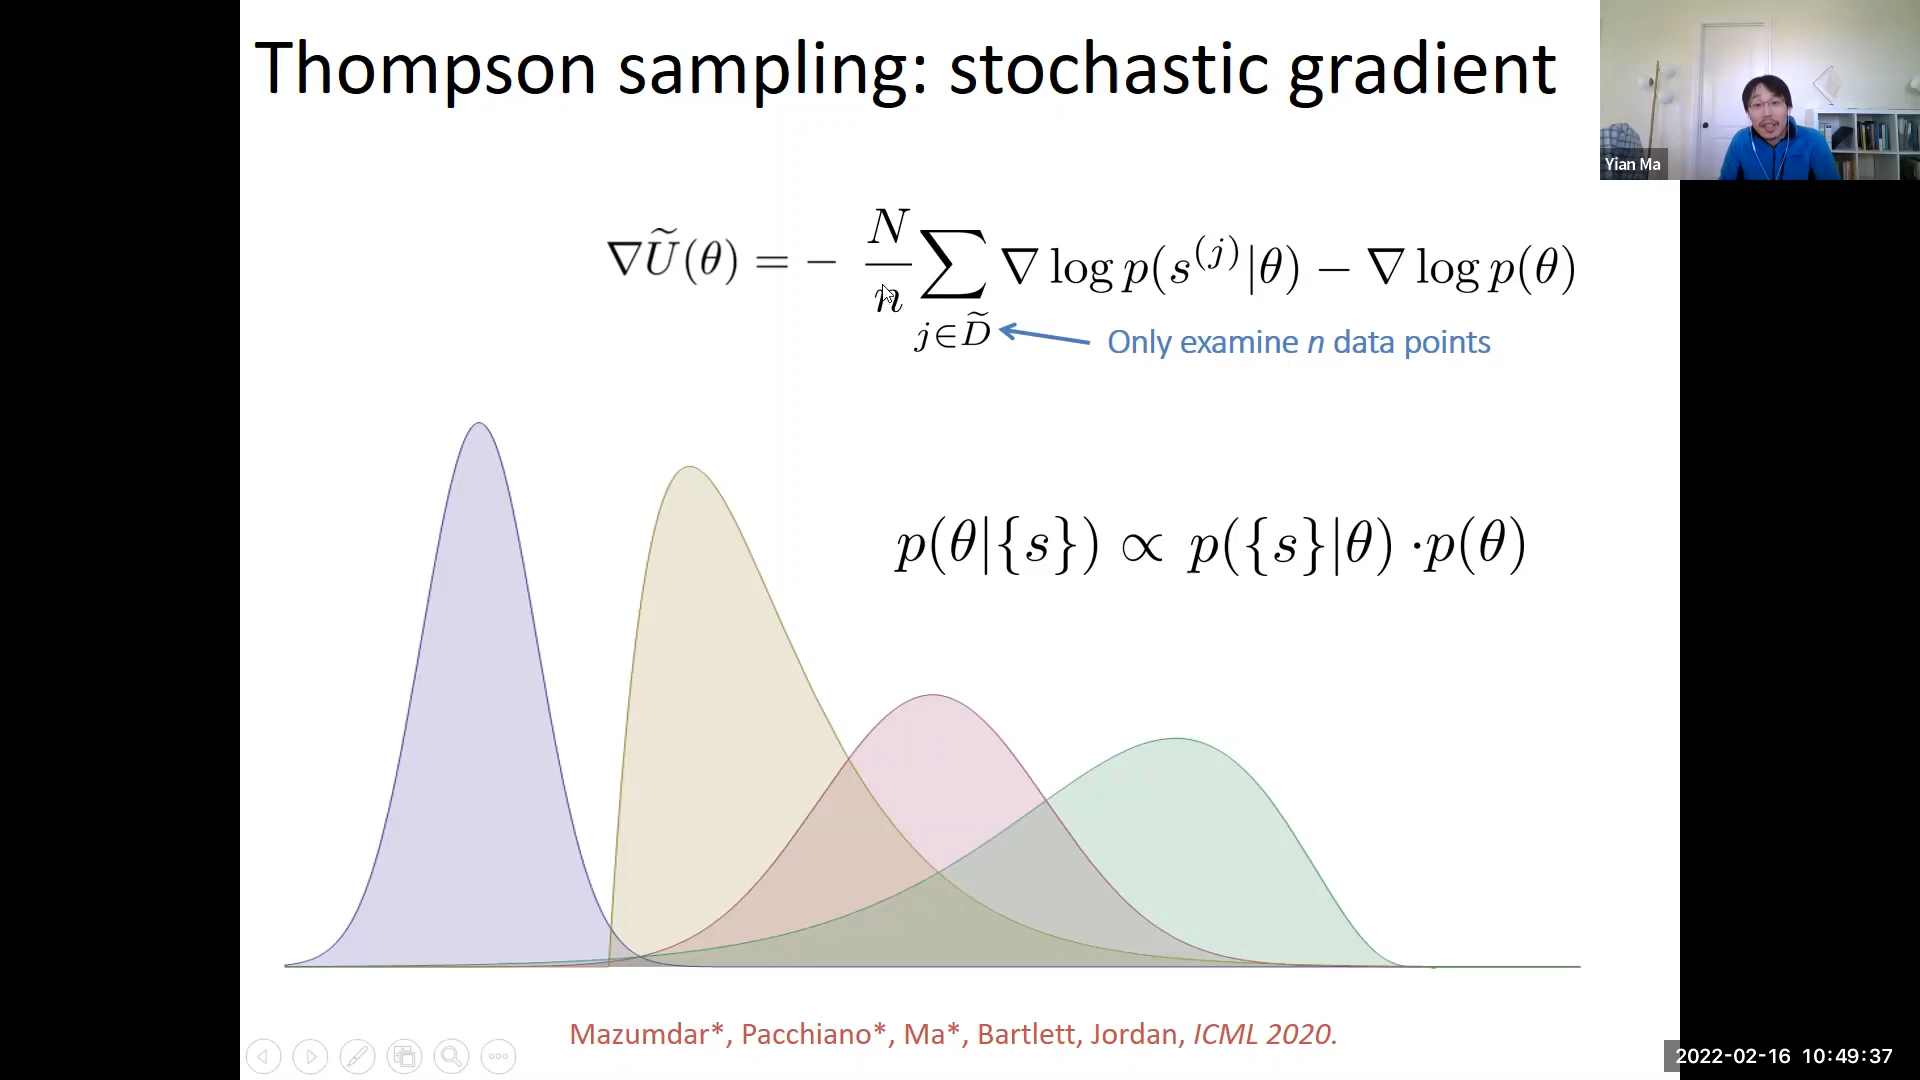 Thompson sampling: stochastic gradient
Yian Ma
∇Ũ(θ) = − N/n ∑_{j∈D̃} ∇ log p(s^{(j)}|θ) − ∇ log p(θ)
Only examine n data points
p(θ|{s}) ∝ p({s}|θ) · p(θ)
Mazumdar*, Pacchiano*, Ma*, Bartlett, Jordan, ICML 2020.
2022-02-16 10:49:37